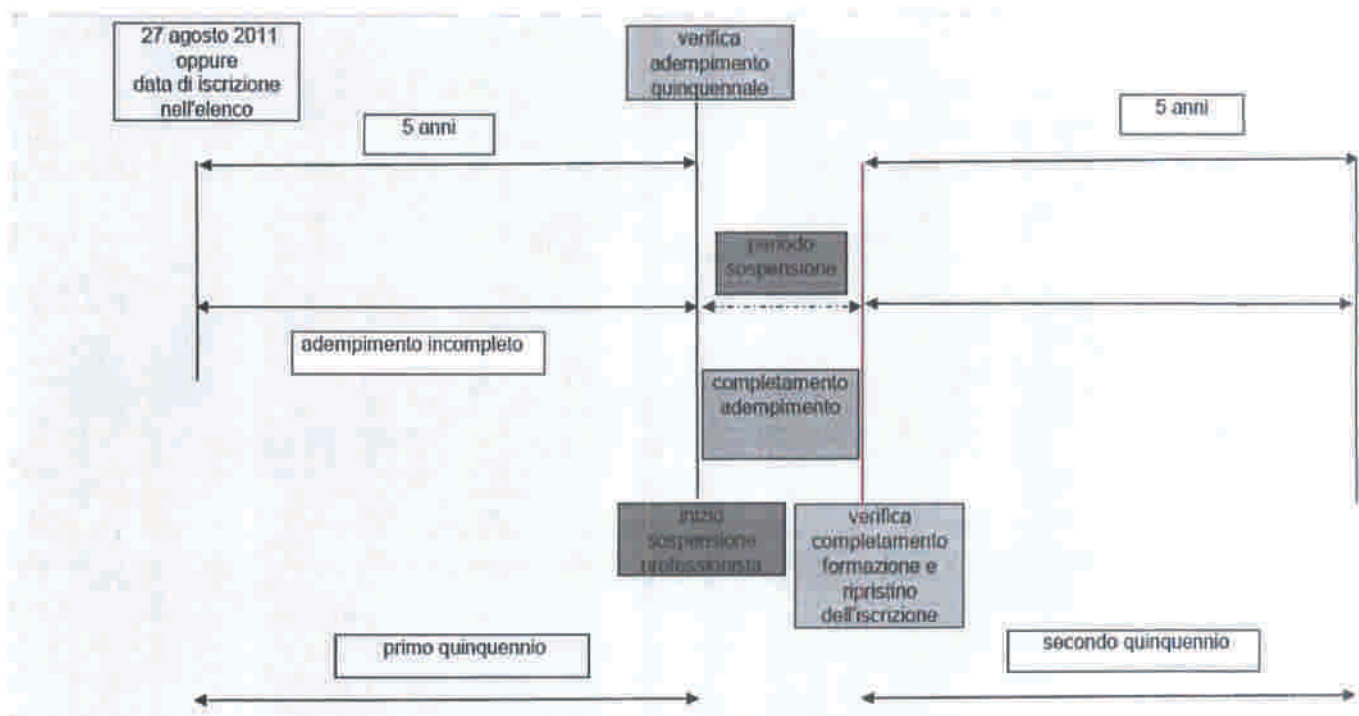 27 agosto 2011
oppure
data di iscrizione
nell'elenco
verifica
adempimento
quinquennale
5 anni
5 anni
periodo
sospensione
adempimento incompleto
completamento
adempimento
inizio
sospensione
professionista
verifica
completamento
formazione e
ripristino
dell'iscrizione
primo quinquennio
secondo quinquennio